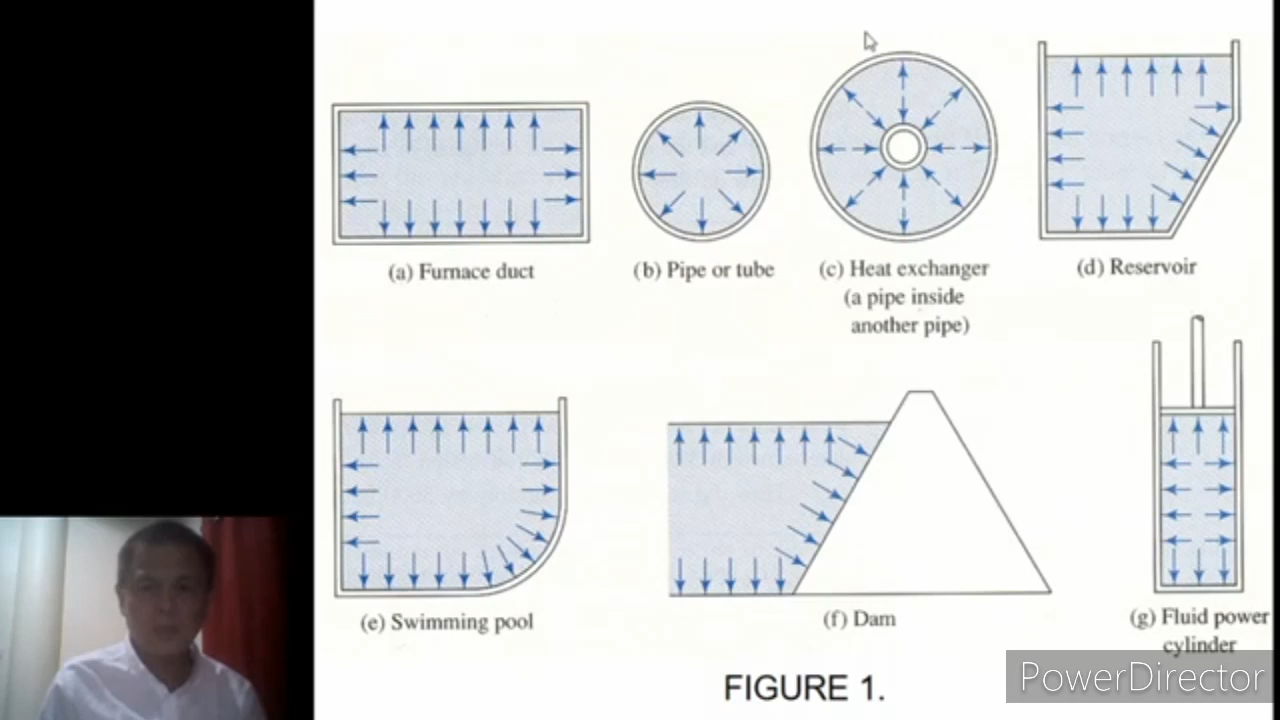 (a) Furnace duct
(b) Pipe or tube
(c) Heat exchanger
(a pipe inside
another pipe)
(d) Reservoir
(e) Swimming pool
(f) Dam
(g) Fluid power
cylinder
FIGURE 1.
PowerDirector